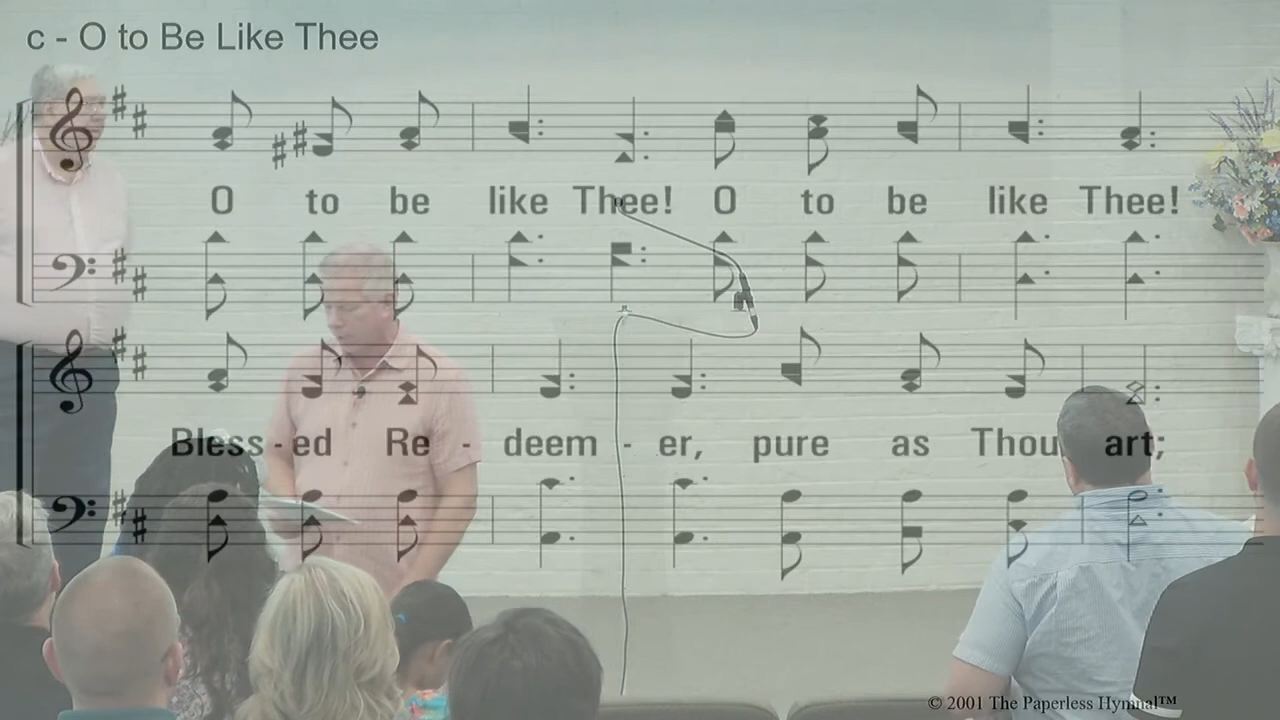 c - O to Be Like Thee
O to be like Thee! O to be like Thee!
Bless - ed Re - deem - er, pure as Thou art;
© 2001 The Paperless Hymnal™